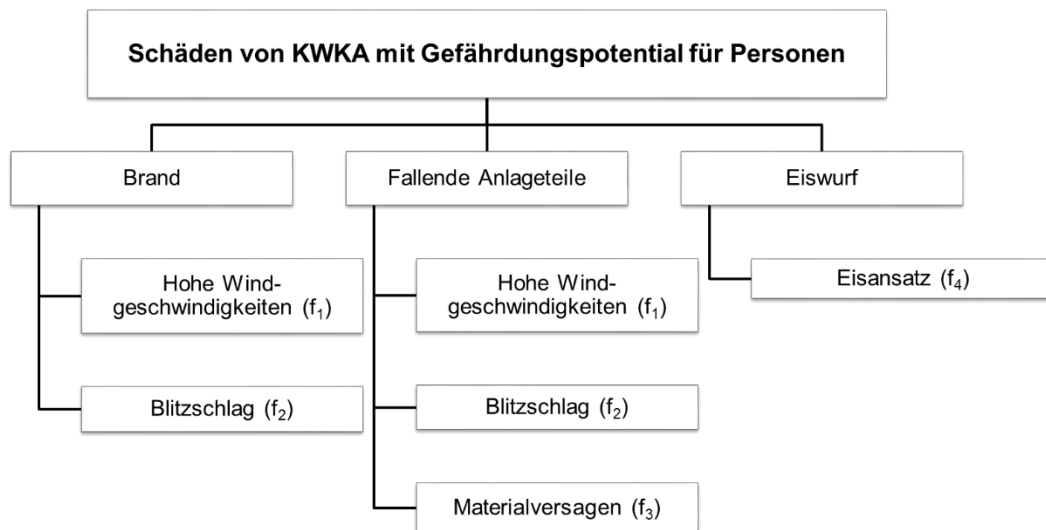 Schäden von KWKA mit Gefährdungspotential für Personen
Brand
Fallende Anlageteile
Eiswurf
Hohe Wind-
geschwindigkeiten (f₁)
Hohe Wind-
geschwindigkeiten (f₁)
Eisansatz (f₄)
Blitzschlag (f₂)
Blitzschlag (f₂)
Materialversagen (f₃)